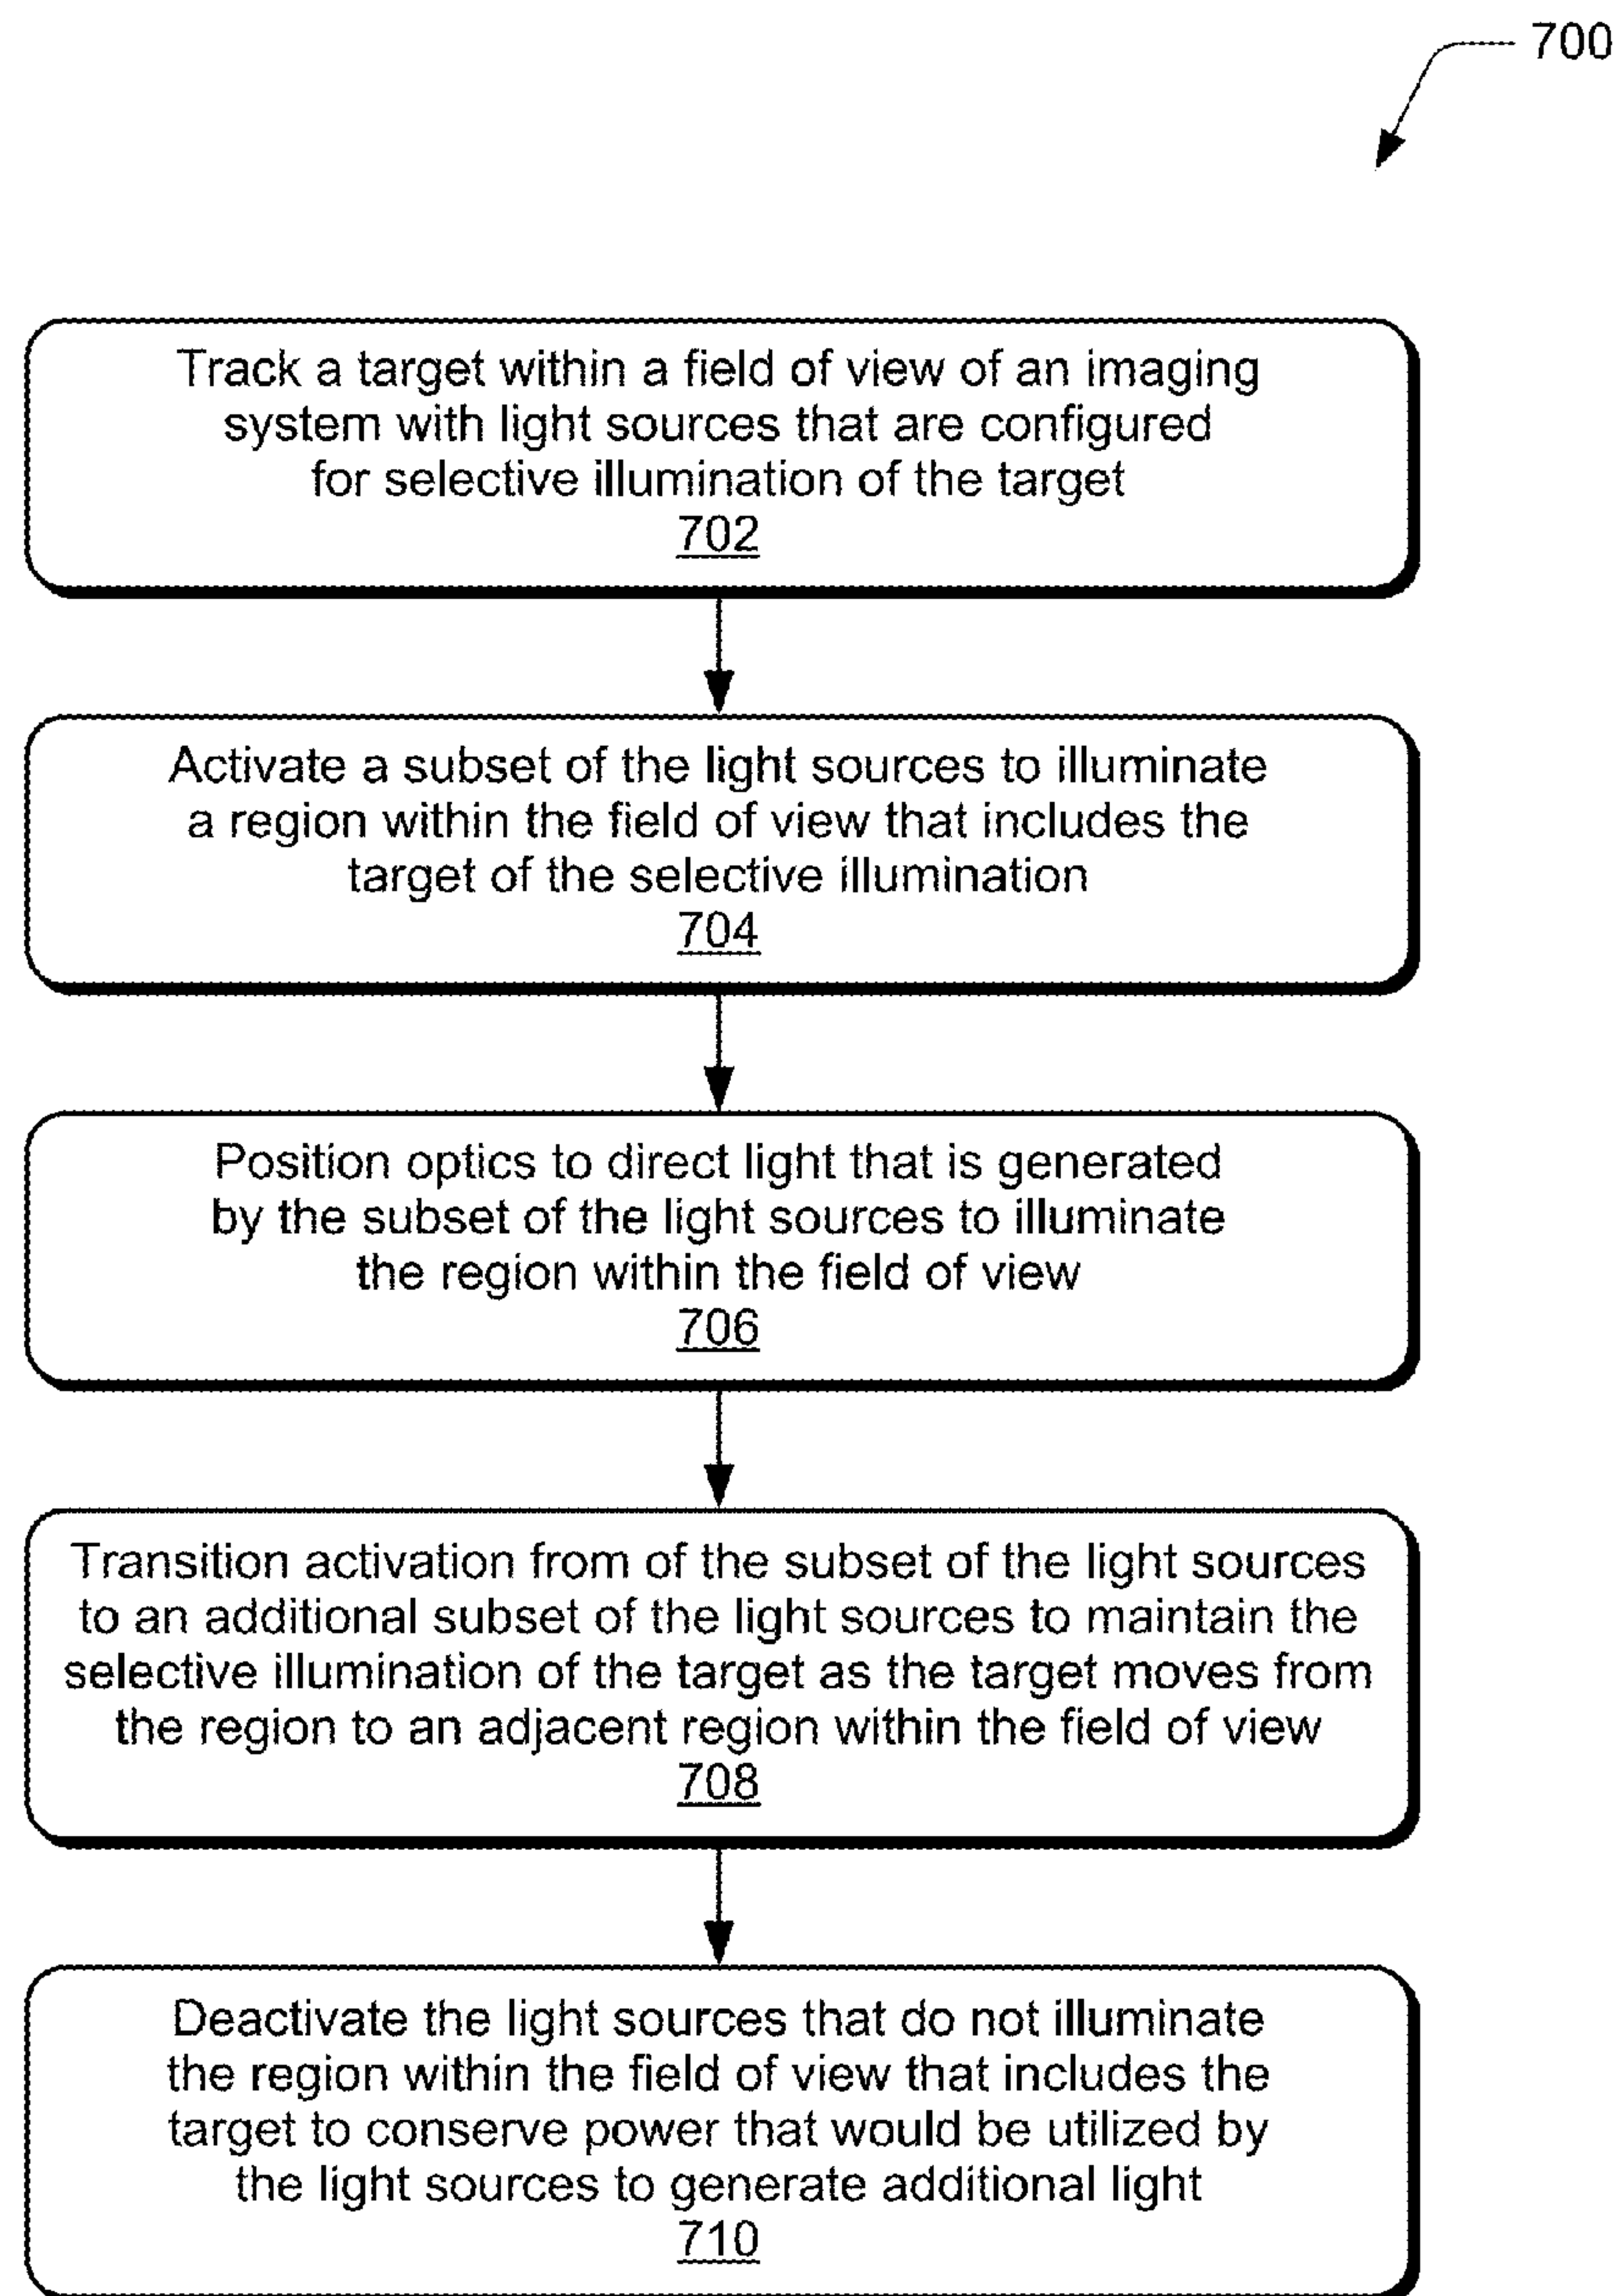 700
Track a target within a field of view of an imaging
system with light sources that are configured
for selective illumination of the target
702
Activate a subset of the light sources to illuminate
a region within the field of view that includes the
target of the selective illumination
704
Position optics to direct light that is generated
by the subset of the light sources to illuminate
the region within the field of view
706
Transition activation from of the subset of the light sources
to an additional subset of the light sources to maintain the
selective illumination of the target as the target moves from
the region to an adjacent region within the field of view
708
Deactivate the light sources that do not illuminate
the region within the field of view that includes the
target to conserve power that would be utilized by
the light sources to generate additional light
710